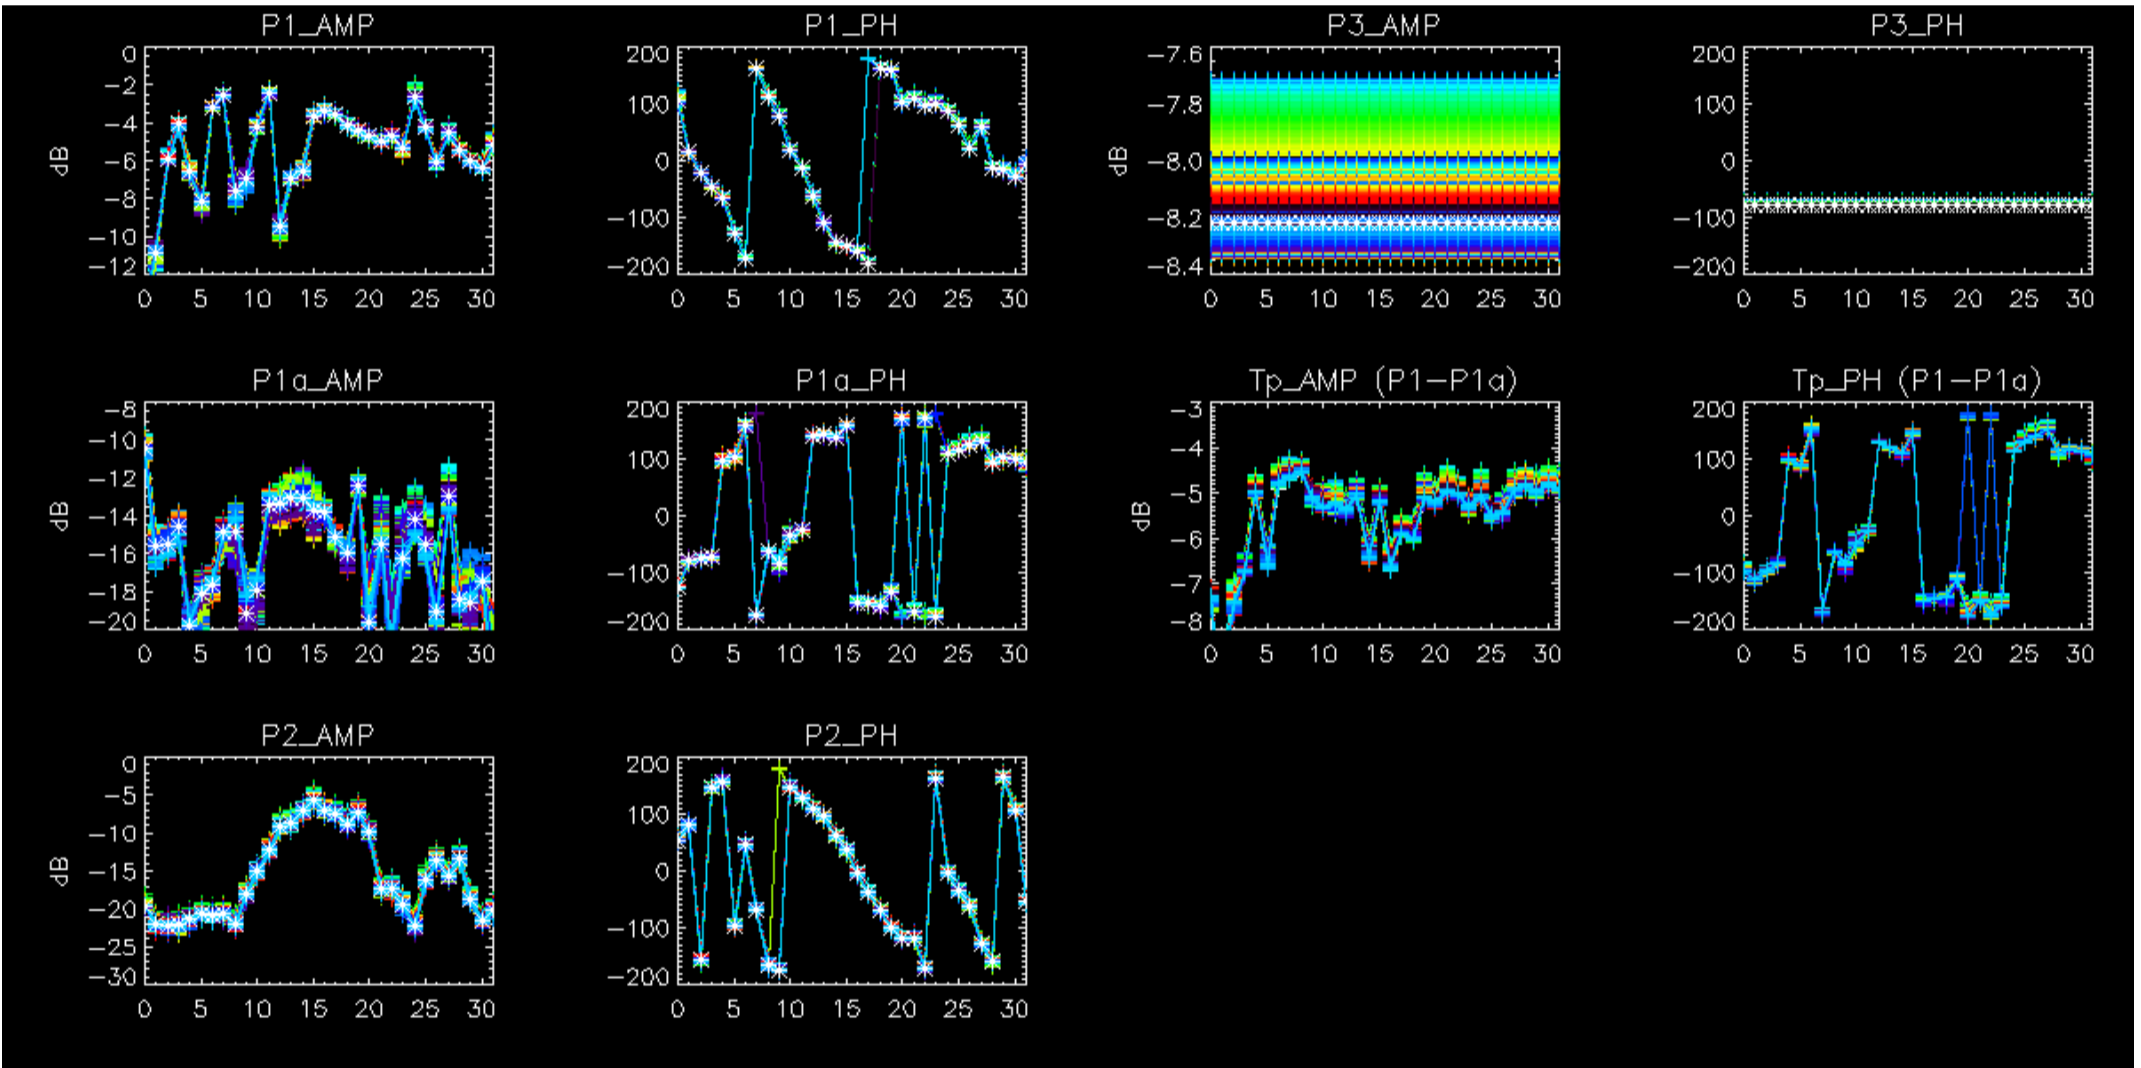 P1_AMP
dB
0
-2
-4
-6
-8
-10
-12
0 5 10 15 20 25 30
P1_PH
200
100
0
-100
-200
0 5 10 15 20 25 30
P3_AMP
dB
-7.6
-7.8
-8.0
-8.2
-8.4
0 5 10 15 20 25 30
P3_PH
200
100
0
-100
-200
0 5 10 15 20 25 30
P1a_AMP
dB
-8
-10
-12
-14
-16
-18
-20
0 5 10 15 20 25 30
P1a_PH
200
100
0
-100
-200
0 5 10 15 20 25 30
Tp_AMP (P1-P1a)
dB
-3
-4
-5
-6
-7
-8
0 5 10 15 20 25 30
Tp_PH (P1-P1a)
200
100
0
-100
-200
0 5 10 15 20 25 30
P2_AMP
dB
0
-5
-10
-15
-20
-25
-30
0 5 10 15 20 25 30
P2_PH
200
100
0
-100
-200
0 5 10 15 20 25 30